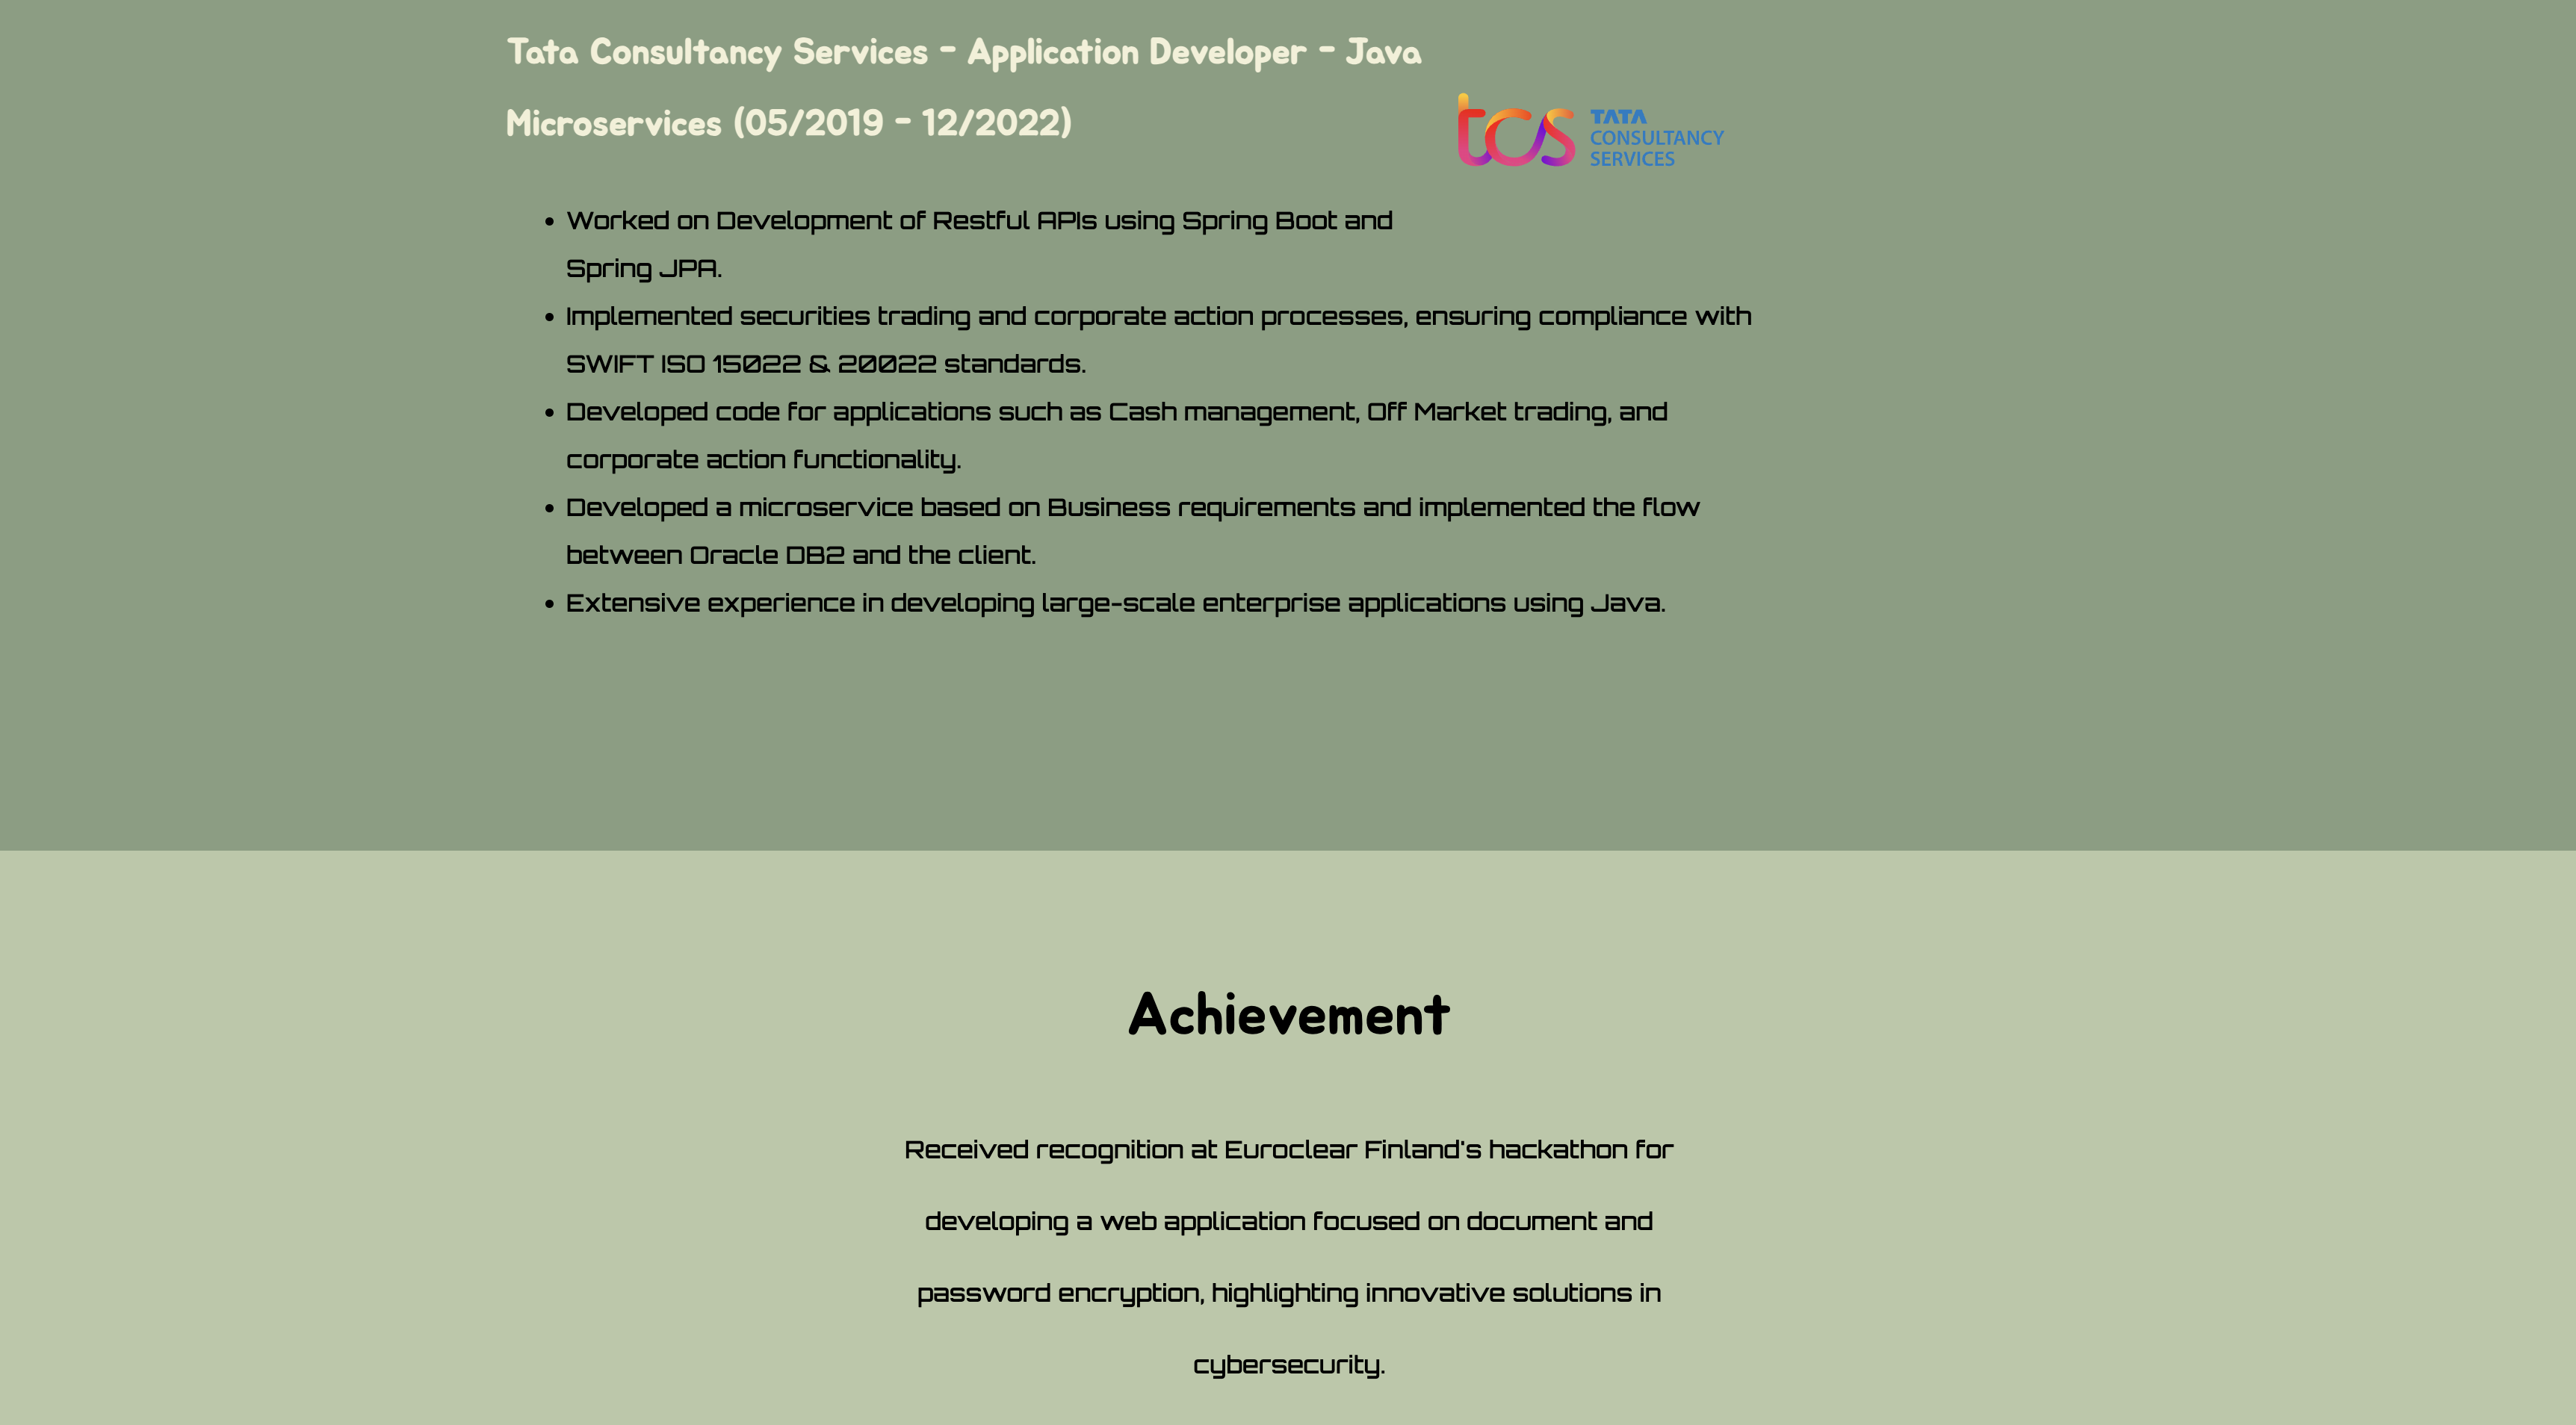 Tata Consultancy Services - Application Developer - Java
Microservices (05/2019 - 12/2022)
tcs TATA
CONSULTANCY
SERVICES
• Worked on Development of Restful APIs using Spring Boot and
Spring JPA.
• Implemented securities trading and corporate action processes, ensuring compliance with
SWIFT ISO 15022 & 20022 standards.
• Developed code for applications such as Cash management, Off Market trading, and
corporate action functionality.
• Developed a microservice based on Business requirements and implemented the flow
between Oracle DB2 and the client.
• Extensive experience in developing large-scale enterprise applications using Java.
Achievement
Received recognition at Euroclear Finland's hackathon for
developing a web application focused on document and
password encryption, highlighting innovative solutions in
cybersecurity.